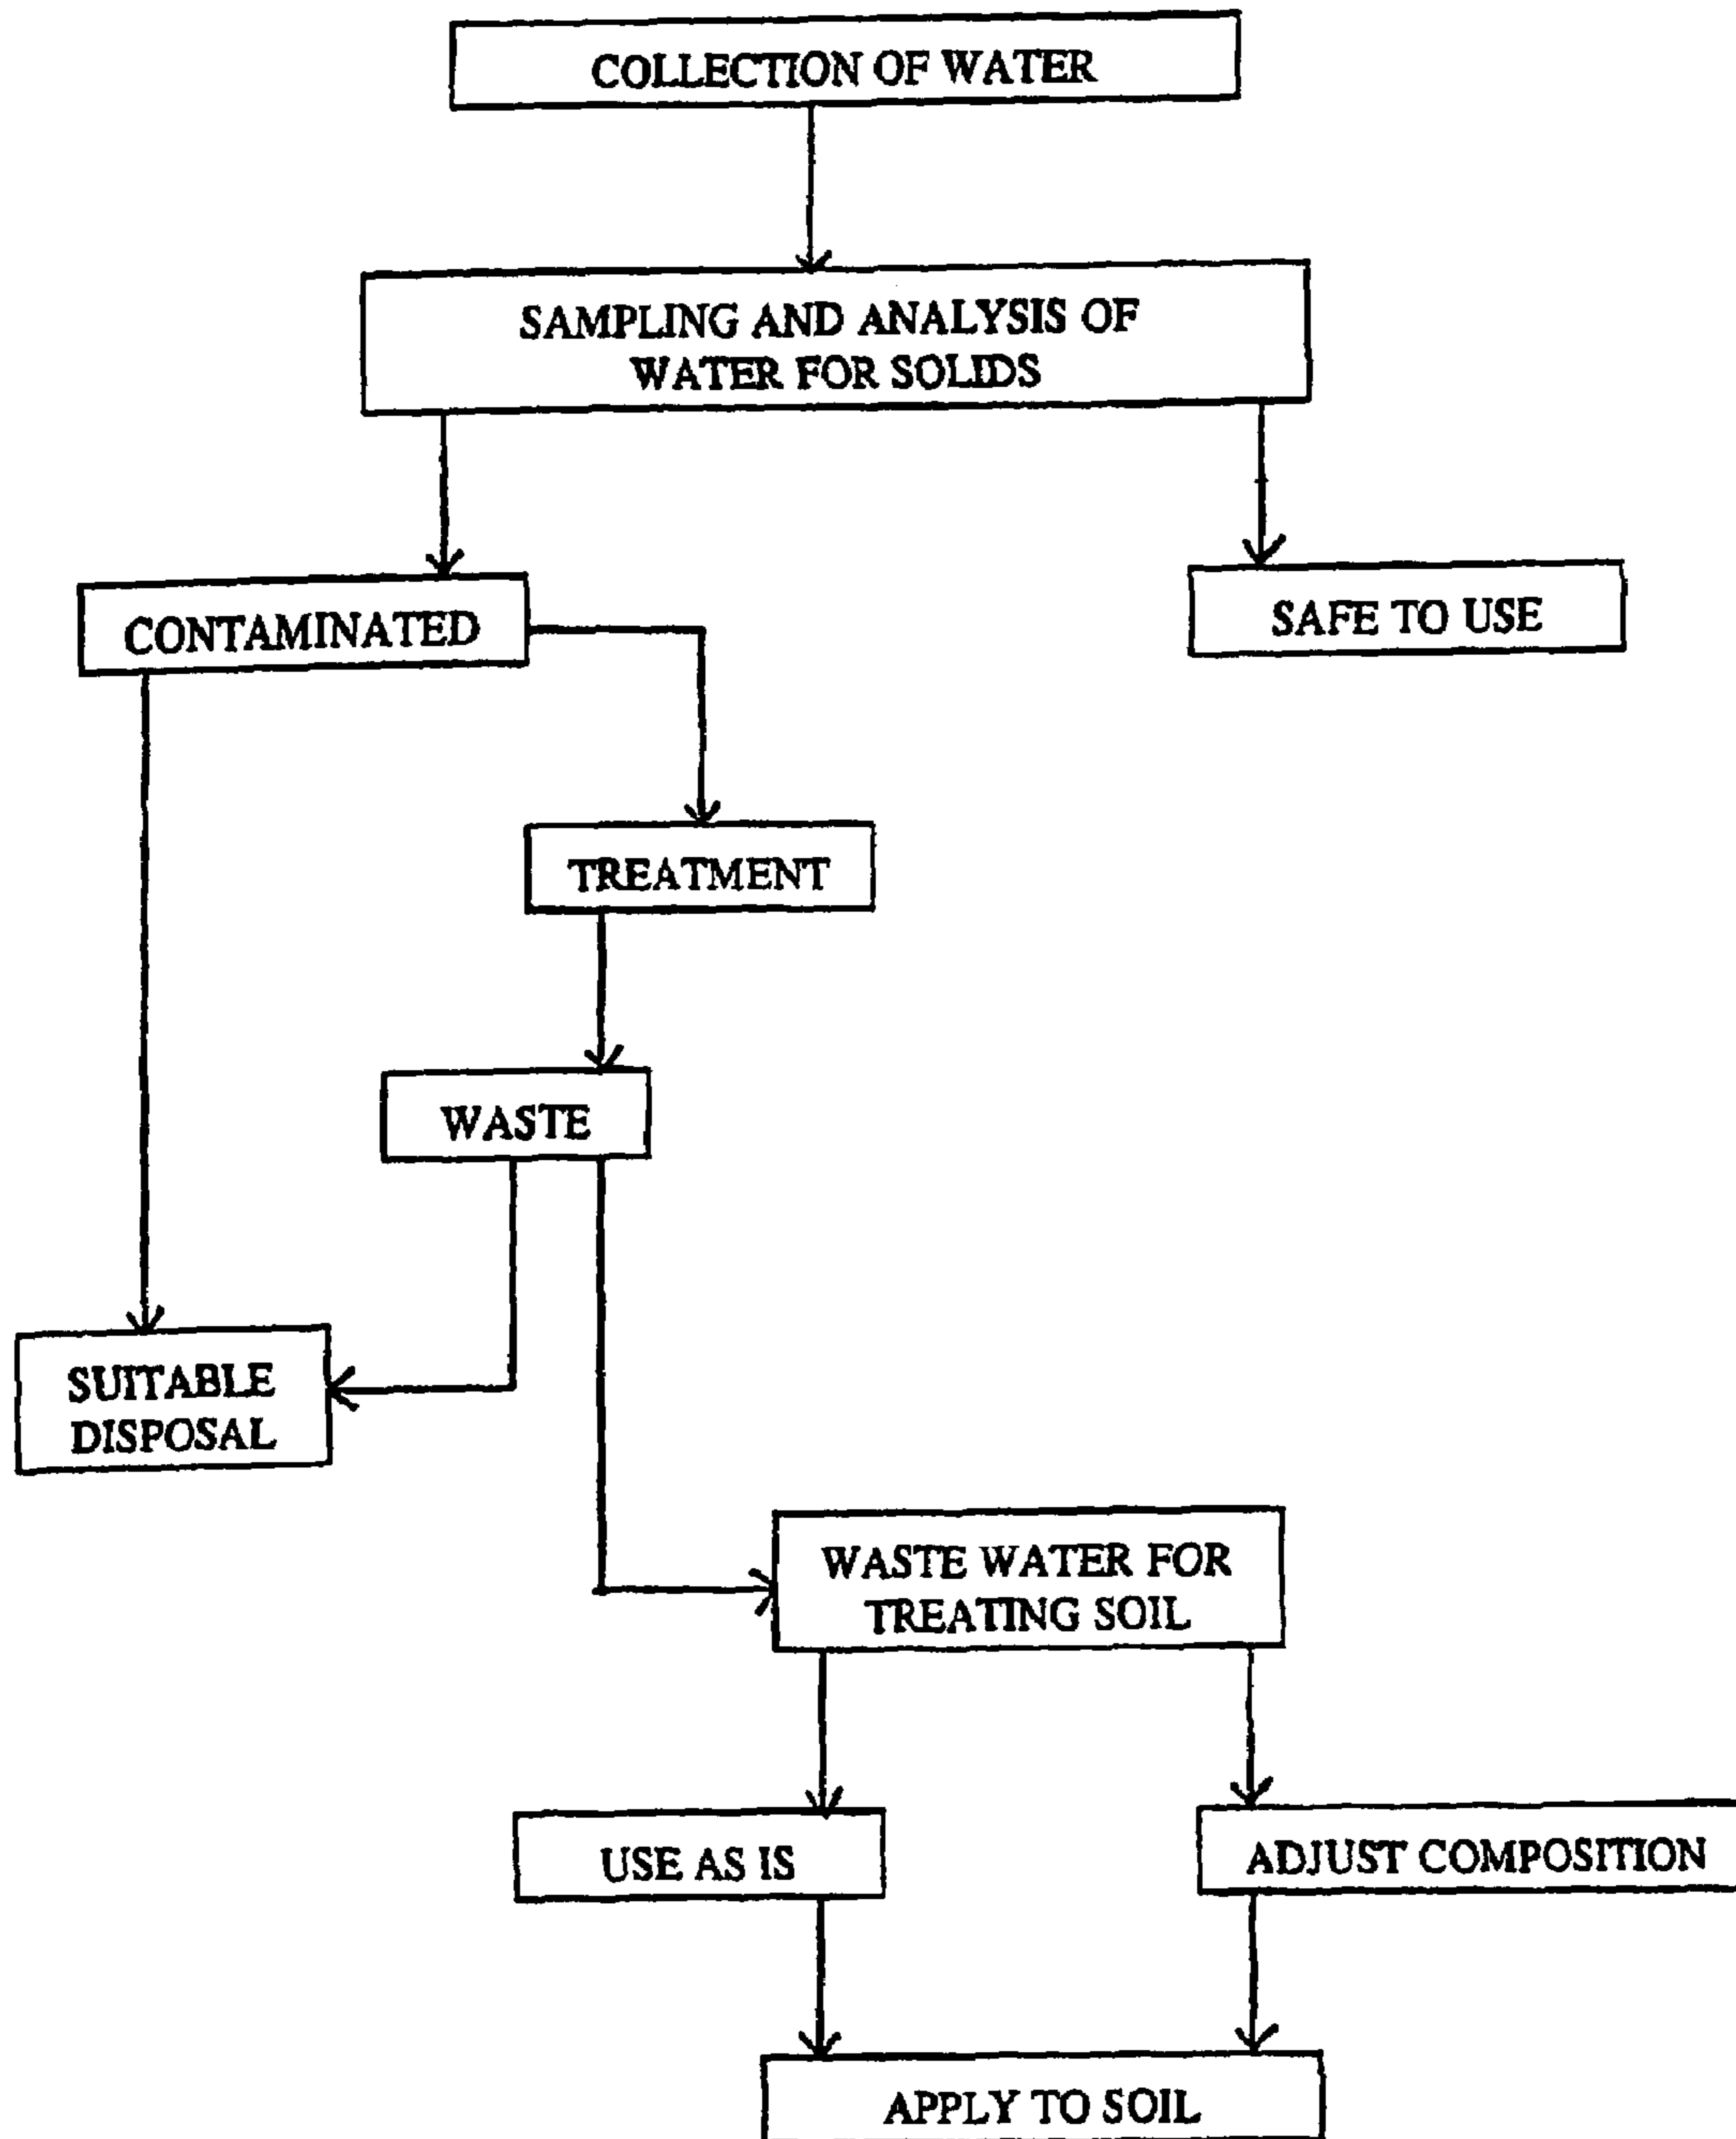 COLLECTION OF WATER
SAMPLING AND ANALYSIS OF
WATER FOR SOLIDS
CONTAMINATED
SAFE TO USE
TREATMENT
WASTE
SUITABLE
DISPOSAL
WASTE WATER FOR
TREATING SOIL
USE AS IS
ADJUST COMPOSITION
APPLY TO SOIL